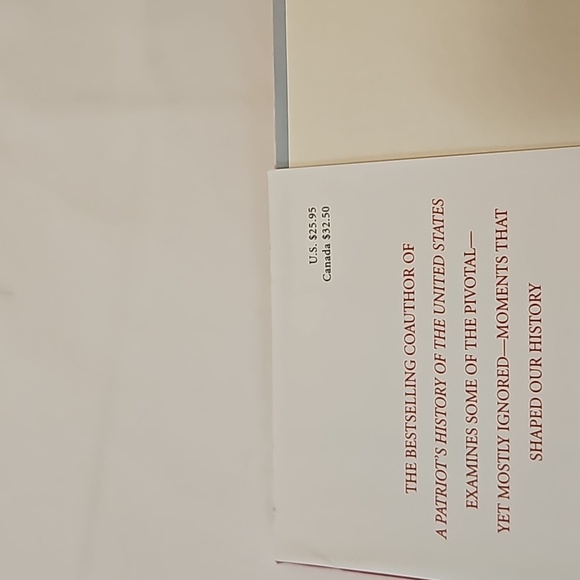 U.S. $25.95
Canada $32.50
THE BESTSELLING COAUTHOR OF
A PATRIOT'S HISTORY OF THE UNITED STATES
EXAMINES SOME OF THE PIVOTAL—
YET MOSTLY IGNORED—MOMENTS THAT
SHAPED OUR HISTORY